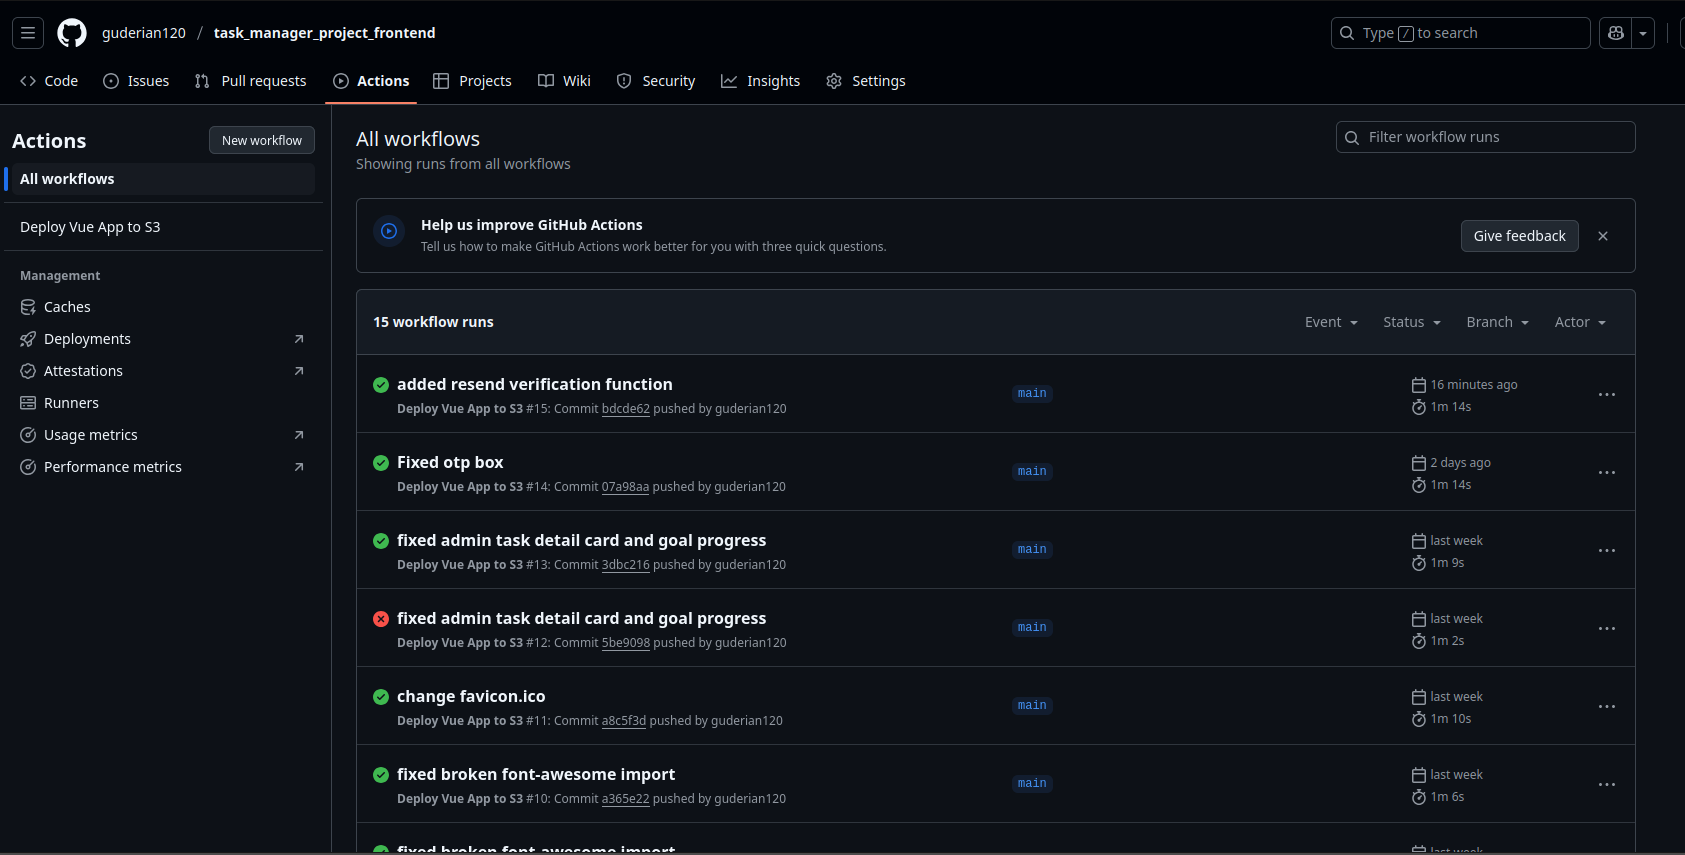 guderian120 / task_manager_project_frontend
Type / to search
Code
Issues
Pull requests
Actions
Projects
Wiki
Security
Insights
Settings
Actions
New workflow
All workflows
Deploy Vue App to S3
Management
Caches
Deployments
Attestations
Runners
Usage metrics
Performance metrics
All workflows
Showing runs from all workflows
Filter workflow runs
Help us improve GitHub Actions
Tell us how to make GitHub Actions work better for you with three quick questions.
Give feedback
15 workflow runs
Event
Status
Branch
Actor
added resend verification function
Deploy Vue App to S3 #15: Commit bdcde62 pushed by guderian120
main
16 minutes ago
1m 14s
Fixed otp box
Deploy Vue App to S3 #14: Commit 07a98aa pushed by guderian120
main
2 days ago
1m 14s
fixed admin task detail card and goal progress
Deploy Vue App to S3 #13: Commit 3dbc216 pushed by guderian120
main
last week
1m 9s
fixed admin task detail card and goal progress
Deploy Vue App to S3 #12: Commit 5be9098 pushed by guderian120
main
last week
1m 2s
change favicon.ico
Deploy Vue App to S3 #11: Commit a8c5f3d pushed by guderian120
main
last week
1m 10s
fixed broken font-awesome import
Deploy Vue App to S3 #10: Commit a365e22 pushed by guderian120
main
last week
1m 6s
fixed broken font-awesome import
last week